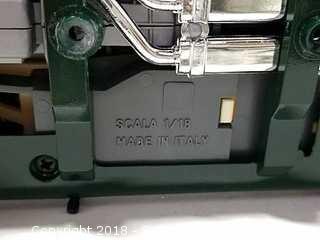 SCALA 1/18
MADE IN ITALY
Copyright 2018 -